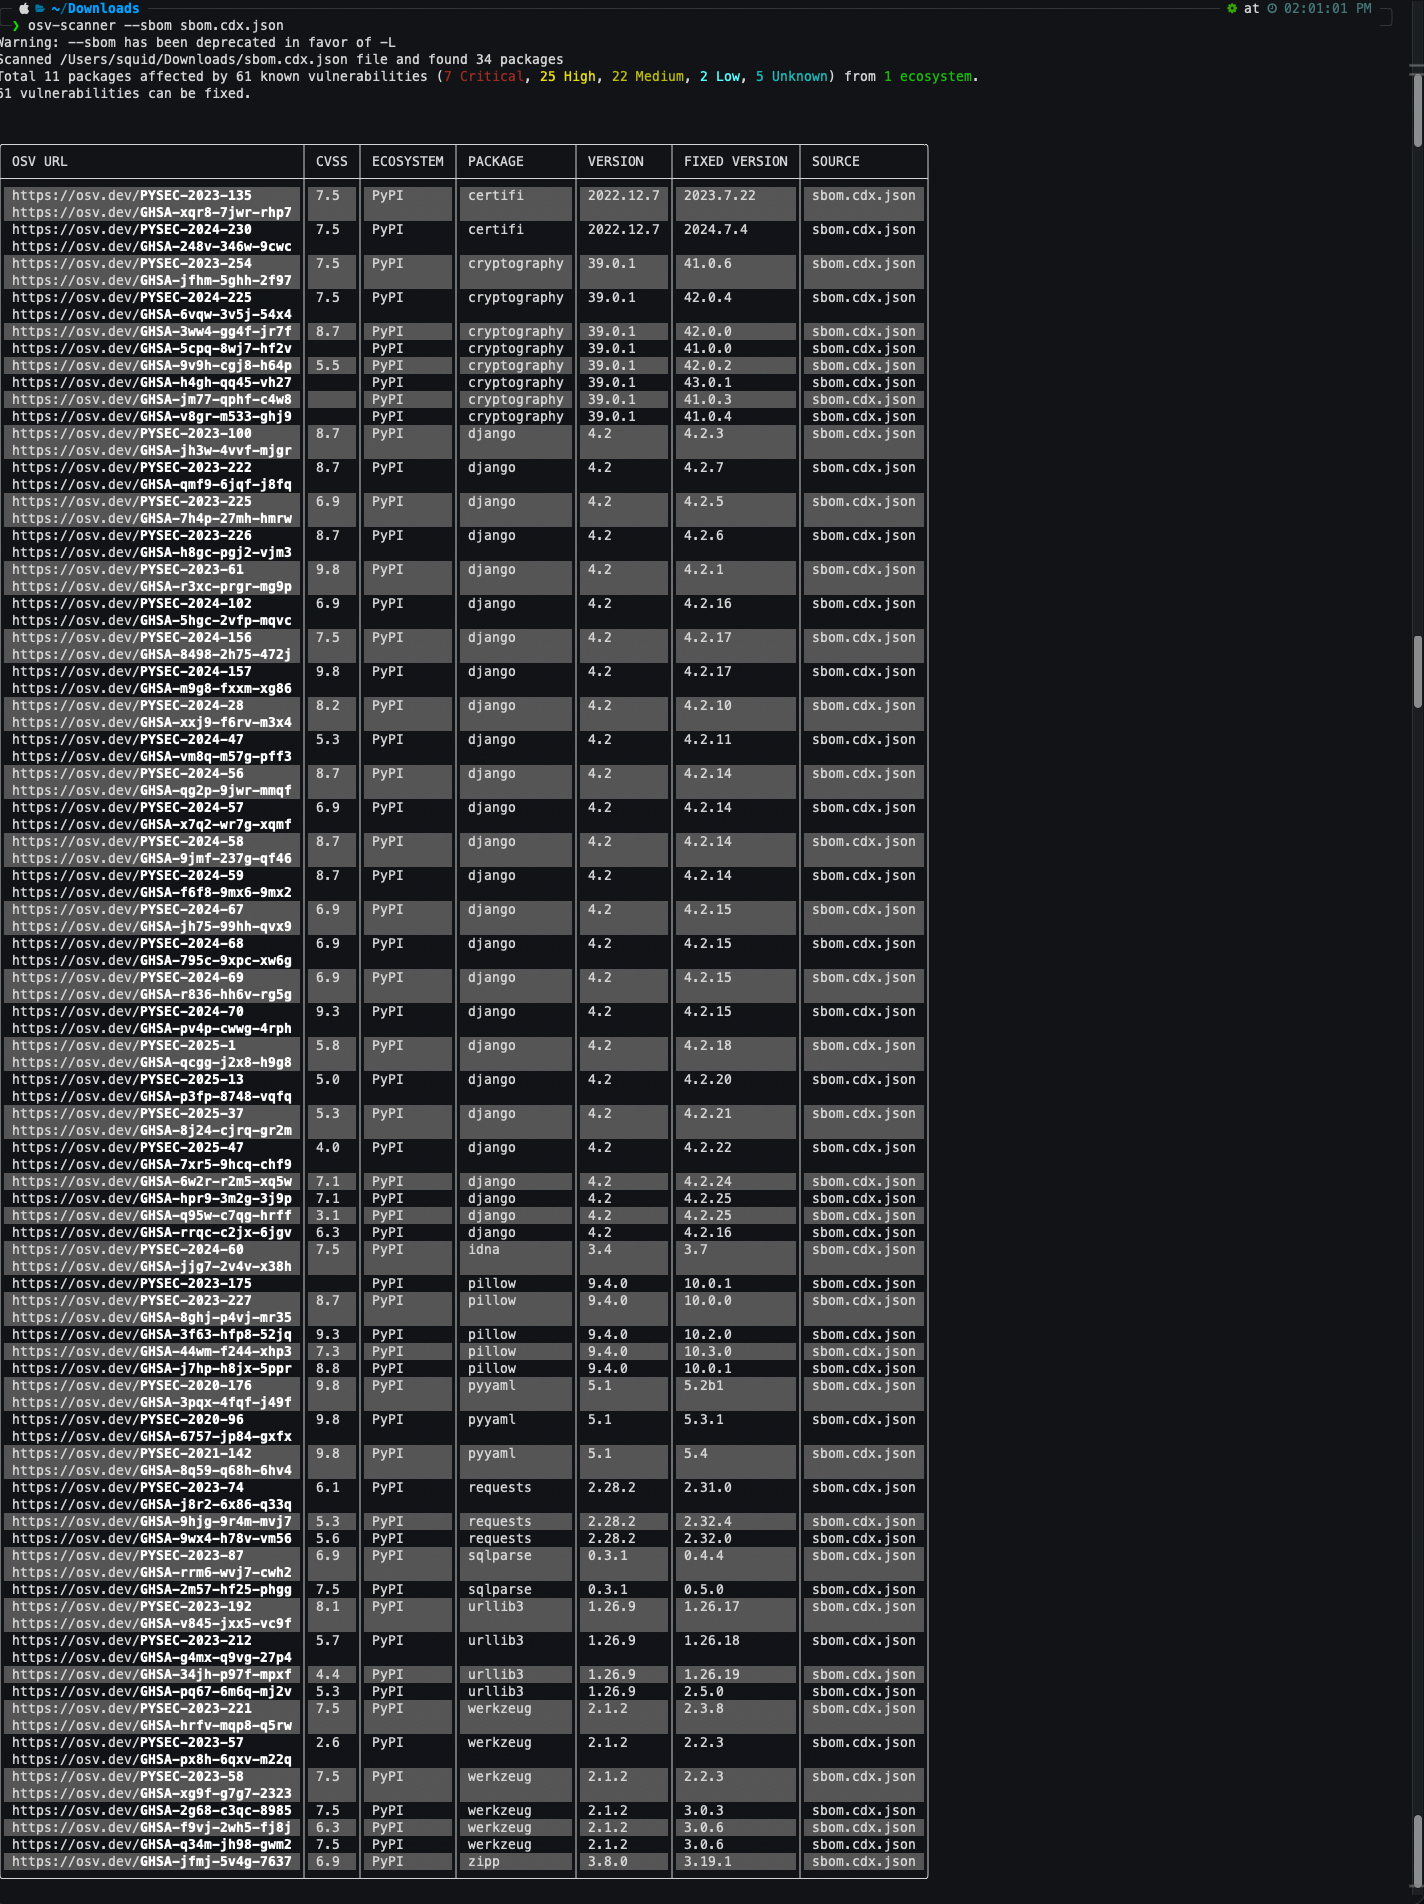 ~/Downloads at 02:01:01 PM
❯ osv-scanner --sbom sbom.cdx.json
Warning: --sbom has been deprecated in favor of -L
Scanned /Users/squid/Downloads/sbom.cdx.json file and found 34 packages
Total 11 packages affected by 61 known vulnerabilities (7 Critical, 25 High, 22 Medium, 2 Low, 5 Unknown) from 1 ecosystem.
61 vulnerabilities can be fixed.
OSV URL CVSS ECOSYSTEM PACKAGE VERSION FIXED VERSION SOURCE
https://osv.dev/PYSEC-2023-135 7.5 PyPI certifi 2022.12.7 2023.7.22 sbom.cdx.json
https://osv.dev/GHSA-xqr8-7jwr-rhp7
https://osv.dev/PYSEC-2024-230 7.5 PyPI certifi 2022.12.7 2024.7.4 sbom.cdx.json
https://osv.dev/GHSA-248v-346w-9cwc
https://osv.dev/PYSEC-2023-254 7.5 PyPI cryptography 39.0.1 41.0.6 sbom.cdx.json
https://osv.dev/GHSA-jfhm-5ghh-2f97
https://osv.dev/PYSEC-2024-225 7.5 PyPI cryptography 39.0.1 42.0.4 sbom.cdx.json
https://osv.dev/GHSA-6vqw-3v5j-54x4
https://osv.dev/GHSA-3ww4-gg4f-jr7f 8.7 PyPI cryptography 39.0.1 42.0.0 sbom.cdx.json
https://osv.dev/GHSA-5cpq-8wj7-hf2v PyPI cryptography 39.0.1 41.0.0 sbom.cdx.json
https://osv.dev/GHSA-9v9h-cgj8-h64p 5.5 PyPI cryptography 39.0.1 42.0.2 sbom.cdx.json
https://osv.dev/GHSA-h4gh-qq45-vh27 PyPI cryptography 39.0.1 43.0.1 sbom.cdx.json
https://osv.dev/GHSA-jm77-qphf-c4w8 PyPI cryptography 39.0.1 41.0.3 sbom.cdx.json
https://osv.dev/GHSA-v8gr-m533-ghj9 PyPI cryptography 39.0.1 41.0.4 sbom.cdx.json
https://osv.dev/PYSEC-2023-100 8.7 PyPI django 4.2 4.2.3 sbom.cdx.json
https://osv.dev/GHSA-jh3w-4vvf-mjgr
https://osv.dev/PYSEC-2023-222 8.7 PyPI django 4.2 4.2.7 sbom.cdx.json
https://osv.dev/GHSA-qmf9-6jqf-j8fq
https://osv.dev/PYSEC-2023-225 6.9 PyPI django 4.2 4.2.5 sbom.cdx.json
https://osv.dev/GHSA-7h4p-27mh-hmrw
https://osv.dev/PYSEC-2023-226 8.7 PyPI django 4.2 4.2.6 sbom.cdx.json
https://osv.dev/GHSA-h8gc-pgj2-vjm3
https://osv.dev/PYSEC-2023-61 9.8 PyPI django 4.2 4.2.1 sbom.cdx.json
https://osv.dev/GHSA-r3xc-prgr-mg9p
https://osv.dev/PYSEC-2024-102 6.9 PyPI django 4.2 4.2.16 sbom.cdx.json
https://osv.dev/GHSA-5hgc-2vfp-mqvc
https://osv.dev/PYSEC-2024-156 7.5 PyPI django 4.2 4.2.17 sbom.cdx.json
https://osv.dev/GHSA-8498-2h75-472j
https://osv.dev/PYSEC-2024-157 9.8 PyPI django 4.2 4.2.17 sbom.cdx.json
https://osv.dev/GHSA-m9g8-fxxm-xg86
https://osv.dev/PYSEC-2024-28 8.2 PyPI django 4.2 4.2.10 sbom.cdx.json
https://osv.dev/GHSA-xxj9-f6rv-m3x4
https://osv.dev/PYSEC-2024-47 5.3 PyPI django 4.2 4.2.11 sbom.cdx.json
https://osv.dev/GHSA-vm8q-m57g-pff3
https://osv.dev/PYSEC-2024-56 8.7 PyPI django 4.2 4.2.14 sbom.cdx.json
https://osv.dev/GHSA-qg2p-9jwr-mmqf
https://osv.dev/PYSEC-2024-57 6.9 PyPI django 4.2 4.2.14 sbom.cdx.json
https://osv.dev/GHSA-x7q2-wr7g-xqmf
https://osv.dev/PYSEC-2024-58 8.7 PyPI django 4.2 4.2.14 sbom.cdx.json
https://osv.dev/GHSA-9jmf-237g-qf46
https://osv.dev/PYSEC-2024-59 8.7 PyPI django 4.2 4.2.14 sbom.cdx.json
https://osv.dev/GHSA-f6f8-9mx6-9mx2
https://osv.dev/PYSEC-2024-67 6.9 PyPI django 4.2 4.2.15 sbom.cdx.json
https://osv.dev/GHSA-jh75-99hh-qvx9
https://osv.dev/PYSEC-2024-68 6.9 PyPI django 4.2 4.2.15 sbom.cdx.json
https://osv.dev/GHSA-795c-9xpc-xw6g
https://osv.dev/PYSEC-2024-69 6.9 PyPI django 4.2 4.2.15 sbom.cdx.json
https://osv.dev/GHSA-r836-hh6v-rg5g
https://osv.dev/PYSEC-2024-70 9.3 PyPI django 4.2 4.2.15 sbom.cdx.json
https://osv.dev/GHSA-pv4p-cwwg-4rph
https://osv.dev/PYSEC-2025-1 5.8 PyPI django 4.2 4.2.18 sbom.cdx.json
https://osv.dev/GHSA-qcgg-j2x8-h9g8
https://osv.dev/PYSEC-2025-13 5.0 PyPI django 4.2 4.2.20 sbom.cdx.json
https://osv.dev/GHSA-p3fp-8748-vqfq
https://osv.dev/PYSEC-2025-37 5.3 PyPI django 4.2 4.2.21 sbom.cdx.json
https://osv.dev/GHSA-8j24-cjrq-gr2m
https://osv.dev/PYSEC-2025-47 4.0 PyPI django 4.2 4.2.22 sbom.cdx.json
https://osv.dev/GHSA-7xr5-9hcq-chf9
https://osv.dev/GHSA-6w2r-r2m5-xq5w 7.1 PyPI django 4.2 4.2.24 sbom.cdx.json
https://osv.dev/GHSA-hpr9-3m2g-3j9p 7.1 PyPI django 4.2 4.2.25 sbom.cdx.json
https://osv.dev/GHSA-q95w-c7qg-hrff 3.1 PyPI django 4.2 4.2.25 sbom.cdx.json
https://osv.dev/GHSA-rrqc-c2jx-6jgv 6.3 PyPI django 4.2 4.2.16 sbom.cdx.json
https://osv.dev/PYSEC-2024-60 7.5 PyPI idna 3.4 3.7 sbom.cdx.json
https://osv.dev/GHSA-jjg7-2v4v-x38h
https://osv.dev/PYSEC-2023-175 PyPI pillow 9.4.0 10.0.1 sbom.cdx.json
https://osv.dev/PYSEC-2023-227 8.7 PyPI pillow 9.4.0 10.0.0 sbom.cdx.json
https://osv.dev/GHSA-8ghj-p4vj-mr35
https://osv.dev/GHSA-3f63-hfp8-52jq 9.3 PyPI pillow 9.4.0 10.2.0 sbom.cdx.json
https://osv.dev/GHSA-44wm-f244-xhp3 7.3 PyPI pillow 9.4.0 10.3.0 sbom.cdx.json
https://osv.dev/GHSA-j7hp-h8jx-5ppr 8.8 PyPI pillow 9.4.0 10.0.1 sbom.cdx.json
https://osv.dev/PYSEC-2020-176 9.8 PyPI pyyaml 5.1 5.2b1 sbom.cdx.json
https://osv.dev/GHSA-3pqx-4fqf-j49f
https://osv.dev/PYSEC-2020-96 9.8 PyPI pyyaml 5.1 5.3.1 sbom.cdx.json
https://osv.dev/GHSA-6757-jp84-gxfx
https://osv.dev/PYSEC-2021-142 9.8 PyPI pyyaml 5.1 5.4 sbom.cdx.json
https://osv.dev/GHSA-8q59-q68h-6hv4
https://osv.dev/PYSEC-2023-74 6.1 PyPI requests 2.28.2 2.31.0 sbom.cdx.json
https://osv.dev/GHSA-j8r2-6x86-q33q
https://osv.dev/GHSA-9hjg-9r4m-mvj7 5.3 PyPI requests 2.28.2 2.32.4 sbom.cdx.json
https://osv.dev/GHSA-9wx4-h78v-vm56 5.6 PyPI requests 2.28.2 2.32.0 sbom.cdx.json
https://osv.dev/PYSEC-2023-87 6.9 PyPI sqlparse 0.3.1 0.4.4 sbom.cdx.json
https://osv.dev/GHSA-rrm6-wvj7-cwh2
https://osv.dev/GHSA-2m57-hf25-phgg 7.5 PyPI sqlparse 0.3.1 0.5.0 sbom.cdx.json
https://osv.dev/PYSEC-2023-192 8.1 PyPI urllib3 1.26.9 1.26.17 sbom.cdx.json
https://osv.dev/GHSA-v845-jxx5-vc9f
https://osv.dev/PYSEC-2023-212 5.7 PyPI urllib3 1.26.9 1.26.18 sbom.cdx.json
https://osv.dev/GHSA-g4mx-q9vg-27p4
https://osv.dev/GHSA-34jh-p97f-mpxf 4.4 PyPI urllib3 1.26.9 1.26.19 sbom.cdx.json
https://osv.dev/GHSA-pq67-6m6q-mj2v 5.3 PyPI urllib3 1.26.9 2.5.0 sbom.cdx.json
https://osv.dev/PYSEC-2023-221 7.5 PyPI werkzeug 2.1.2 2.3.8 sbom.cdx.json
https://osv.dev/GHSA-hrfv-mqp8-q5rw
https://osv.dev/PYSEC-2023-57 2.6 PyPI werkzeug 2.1.2 2.2.3 sbom.cdx.json
https://osv.dev/GHSA-px8h-6qxv-m22q
https://osv.dev/PYSEC-2023-58 7.5 PyPI werkzeug 2.1.2 2.2.3 sbom.cdx.json
https://osv.dev/GHSA-xg9f-g7g7-2323
https://osv.dev/GHSA-2g68-c3qc-8985 7.5 PyPI werkzeug 2.1.2 3.0.3 sbom.cdx.json
https://osv.dev/GHSA-f9vj-2wh5-fj8j 6.3 PyPI werkzeug 2.1.2 3.0.6 sbom.cdx.json
https://osv.dev/GHSA-q34m-jh98-gwm2 7.5 PyPI werkzeug 2.1.2 3.0.6 sbom.cdx.json
https://osv.dev/GHSA-jfmj-5v4g-7637 6.9 PyPI zipp 3.8.0 3.19.1 sbom.cdx.json